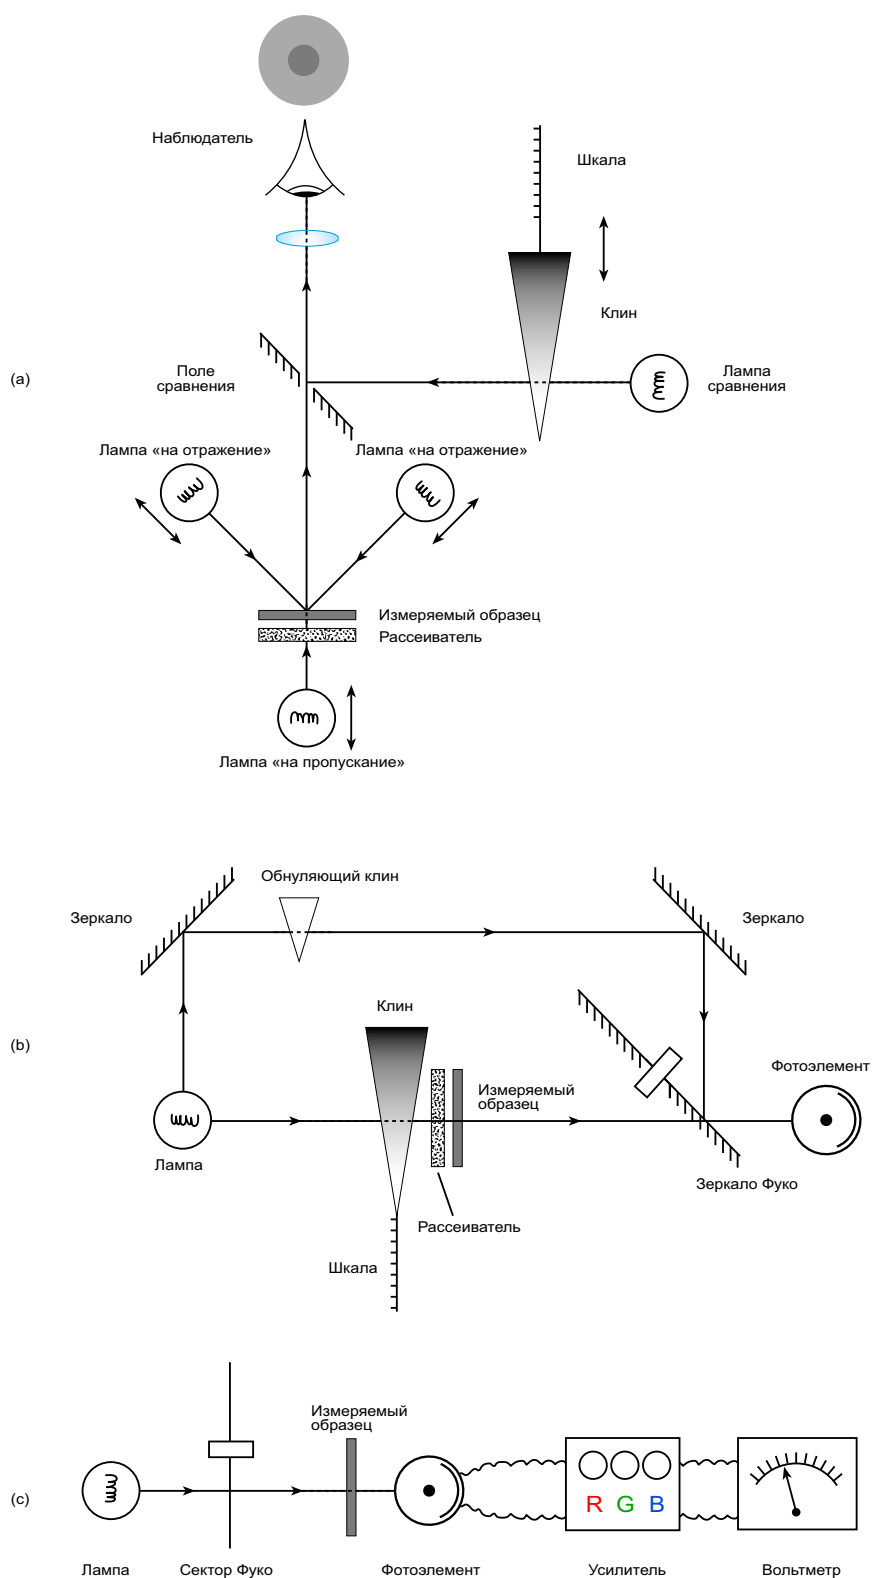 Наблюдатель
Шкала
Клин
(a)
Поле
сравнения
Лампа
сравнения
Лампа «на отражение»
Лампа «на отражение»
Измеряемый образец
Рассеиватель
Лампа «на пропускание»
Обнуляющий клин
Зеркало
Зеркало
Клин
(b)
Фотоэлемент
Измеряемый
образец
Лампа
Зеркало Фуко
Рассеиватель
Шкала
Измеряемый
образец
(c)
R G B
Лампа
Сектор Фуко
Фотоэлемент
Усилитель
Вольтметр